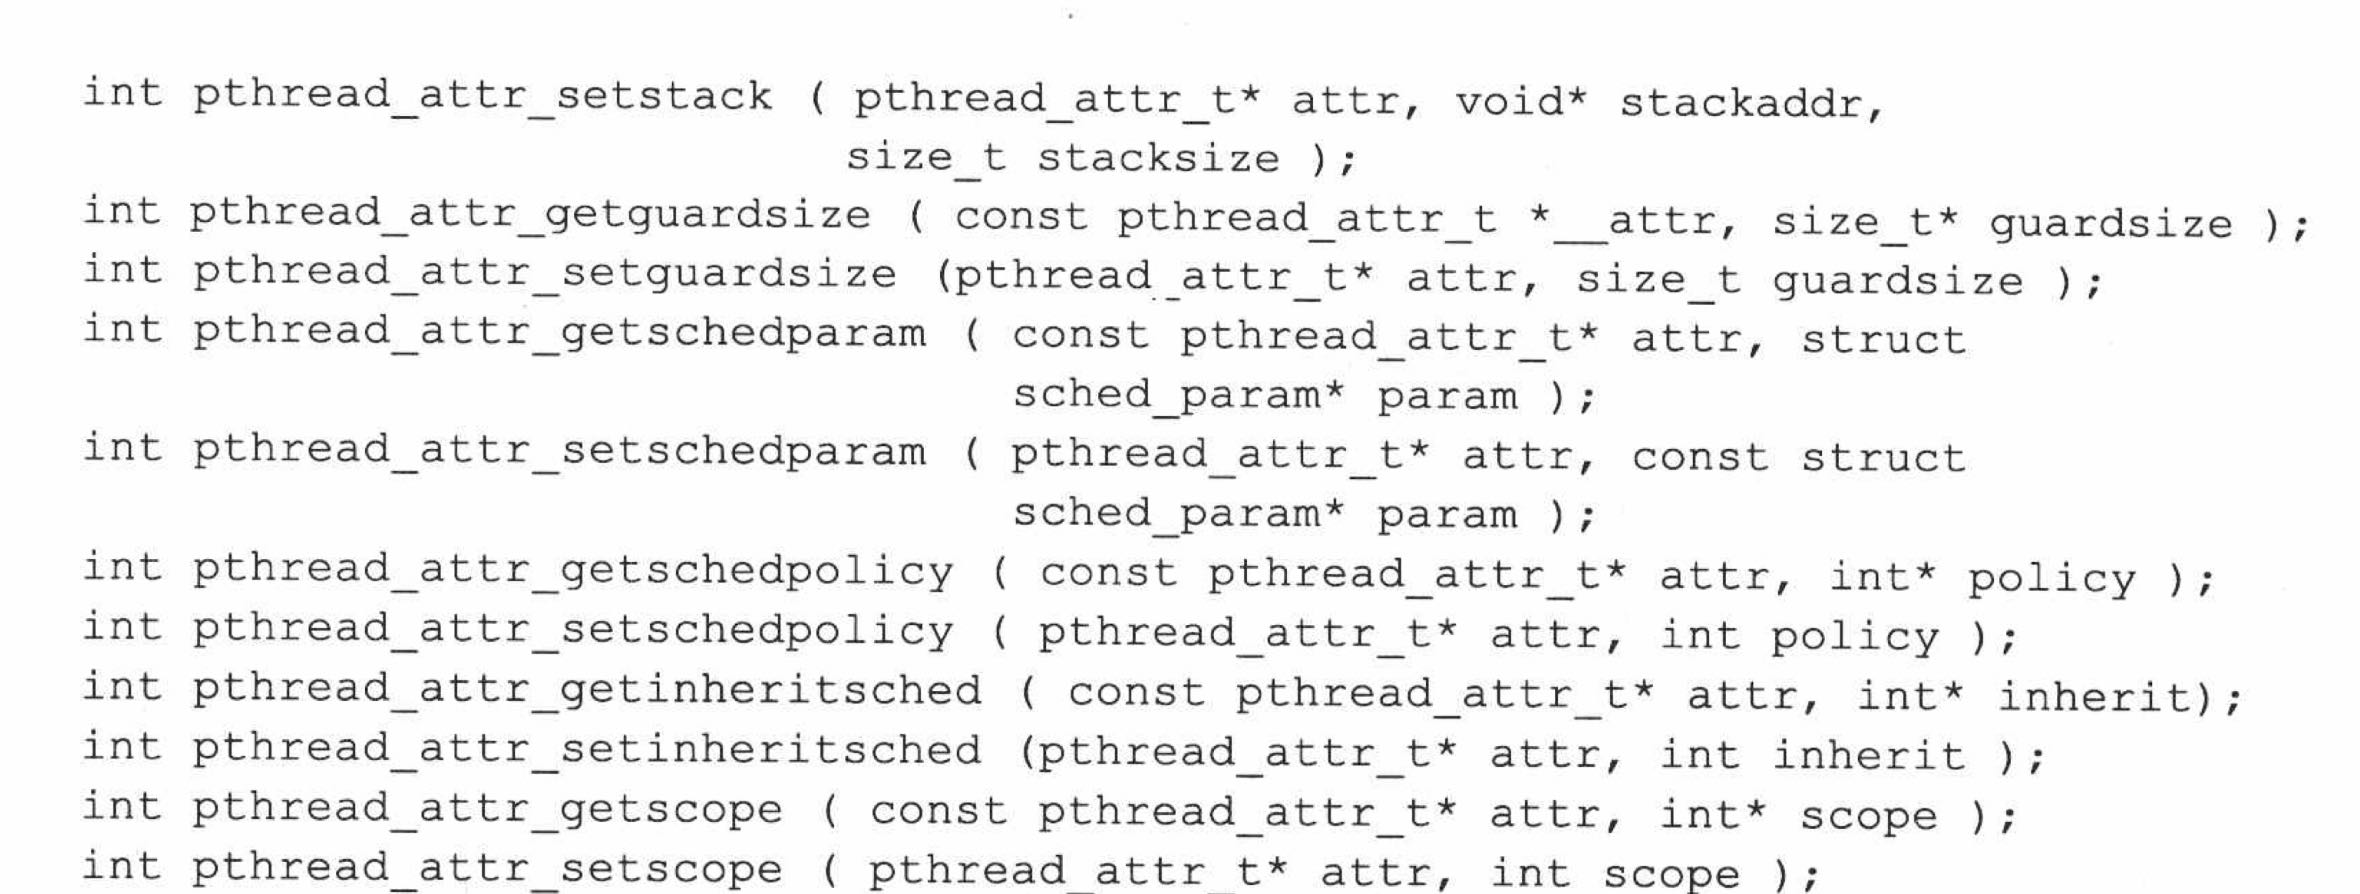 int pthread_attr_setstack ( pthread_attr_t* attr, void* stackaddr,
size_t stacksize );
int pthread_attr_getguardsize ( const pthread_attr_t *__attr, size_t* guardsize );
int pthread_attr_setguardsize (pthread_attr_t* attr, size_t guardsize );
int pthread_attr_getschedparam ( const pthread_attr_t* attr, struct
sched_param* param );
int pthread_attr_setschedparam ( pthread_attr_t* attr, const struct
sched_param* param );
int pthread_attr_getschedpolicy ( const pthread_attr_t* attr, int* policy );
int pthread_attr_setschedpolicy ( pthread_attr_t* attr, int policy );
int pthread_attr_getinheritsched ( const pthread_attr_t* attr, int* inherit);
int pthread_attr_setinheritsched (pthread_attr_t* attr, int inherit );
int pthread_attr_getscope ( const pthread_attr_t* attr, int* scope );
int pthread_attr_setscope ( pthread_attr_t* attr, int scope );